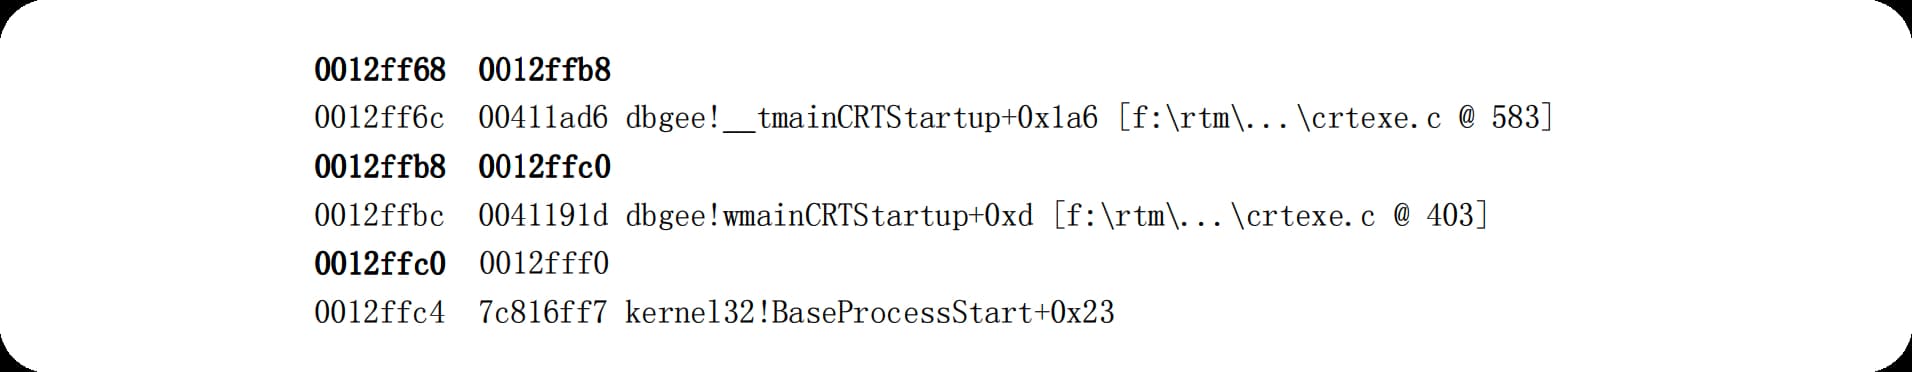 0012ff68  0012ffb8
0012ff6c  00411ad6 dbgee!__tmainCRTStartup+0x1a6 [f:\rtm\...\crtexe.c @ 583]
0012ffb8  0012ffc0
0012ffbc  0041191d dbgee!wmainCRTStartup+0xd [f:\rtm\...\crtexe.c @ 403]
0012ffc0  0012fff0
0012ffc4  7c816ff7 kernel32!BaseProcessStart+0x23